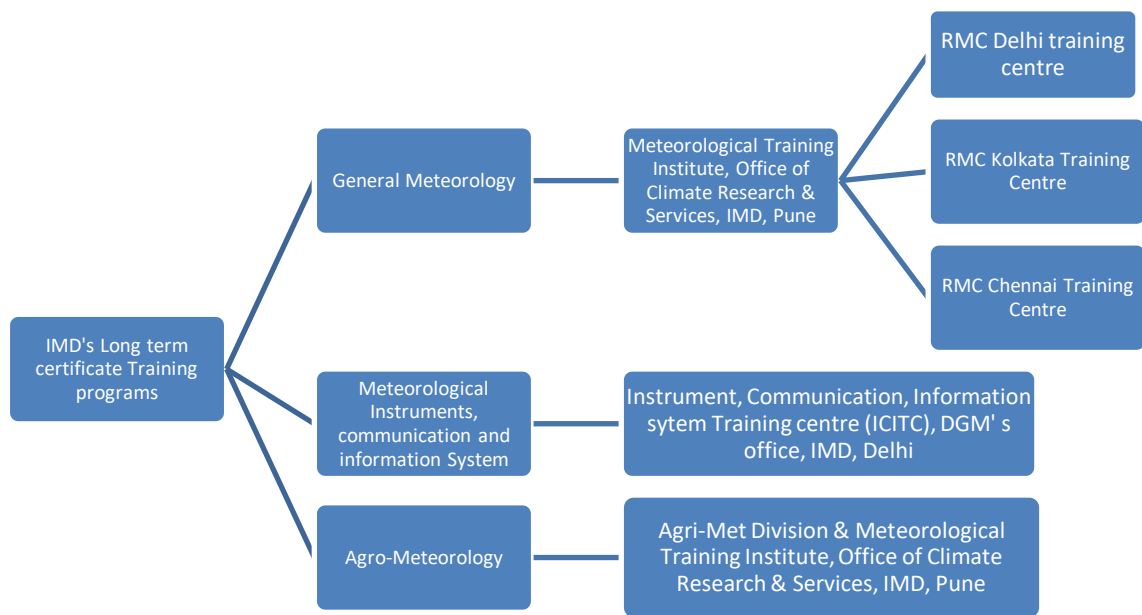 RMC Delhi training
centre
General Meteorology
Meteorological Training
Institute, Office of
Climate Research &
Services, IMD, Pune
RMC Kolkata Training
Centre
RMC Chennai Training
Centre
IMD's Long term
certificate Training
programs
Meteorological
Instruments,
communication and
information System
Instrument, Communication, Information
sytem Training centre (ICITC), DGM' s
office, IMD, Delhi
Agro-Meteorology
Agri-Met Division & Meteorological
Training Institute, Office of Climate
Research & Services, IMD, Pune